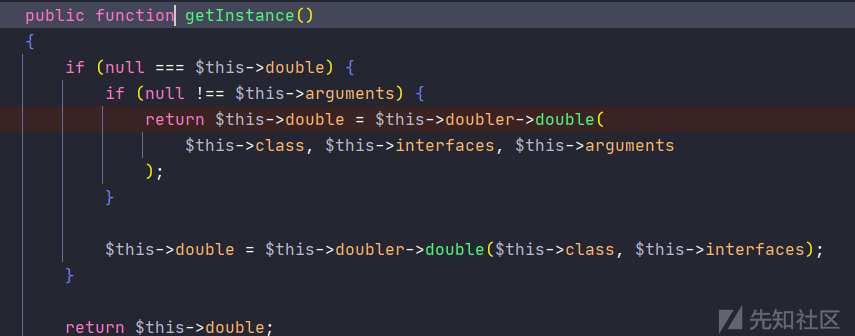 public function getInstance()
{
    if (null === $this->double) {
        if (null !== $this->arguments) {
            return $this->double = $this->doubler->double(
                $this->class, $this->interfaces, $this->arguments
            );
        }

        $this->double = $this->doubler->double($this->class, $this->interfaces);
    }

    return $this->double;
先知社区